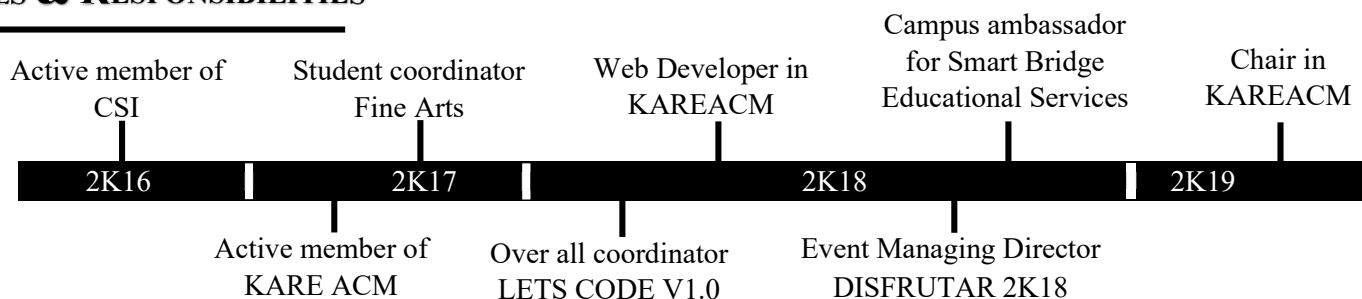 & RESPONSIBILITIES
Active member of
CSI
Student coordinator
Fine Arts
Web Developer in
KAREACM
Campus ambassador
for Smart Bridge
Educational Services
Chair in
KAREACM
2K16
2K17
2K18
2K19
Active member of
KARE ACM
Over all coordinator
LETS CODE V1.0
Event Managing Director
DISFRUTAR 2K18